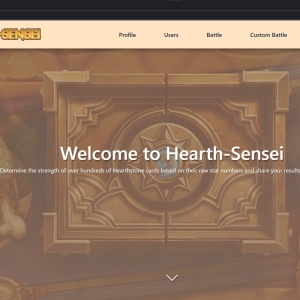 -SENSEI
Profile Users Battle Custom Battle
Welcome to Hearth-Sensei
Determine the strength of over hundreds of Hearthstone cards based on their raw stat numbers and share your results